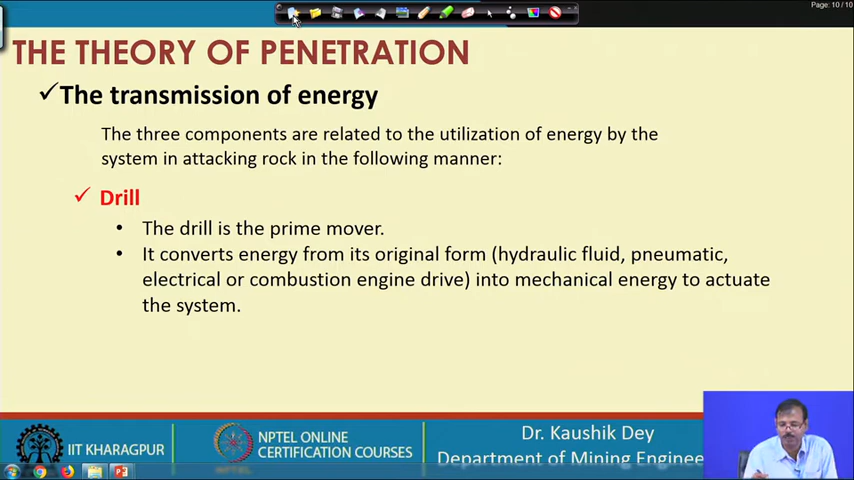 Page: 10 / 10
THE THEORY OF PENETRATION
✓The transmission of energy
The three components are related to the utilization of energy by the
system in attacking rock in the following manner:
✓ Drill
• The drill is the prime mover.
• It converts energy from its original form (hydraulic fluid, pneumatic,
electrical or combustion engine drive) into mechanical energy to actuate
the system.
IIT KHARAGPUR
NPTEL ONLINE
CERTIFICATION COURSES
Dr. Kaushik Dey
Department of Mining Enginee